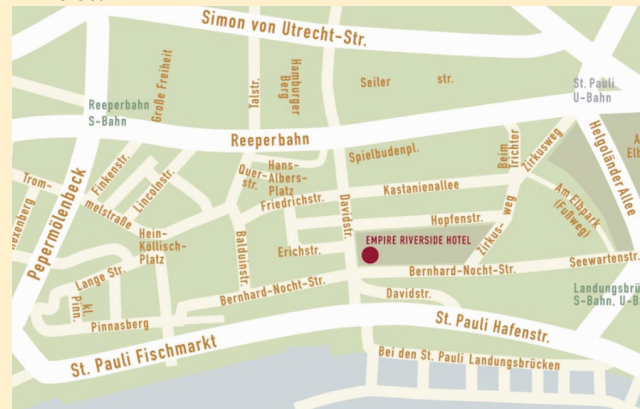 Simon von Utrecht-Str.
Große Freiheit
Talstr.
Hamburger
Berg
Seiler str.
St. Pauli
U-Bahn
Reeperbahn
S-Bahn
Reeperbahn
Spielbudenpl.
Beim
Trichter
Zirkusweg
Helgoländer Allee
Finkenstr.
Lincolnstr.
Quer-
str.
Hans-
Albers-
Platz
Friedrichstr.
Davidstr.
Kastanienallee
Trom-
melstraße
Pepermölenbeck
Hein-
Köllisch-
Platz
Balduinstr.
Hopfenstr.
Zirkus-
weg
Am Elbpark
(Fußweg)
Erichstr.
EMPIRE RIVERSIDE HOTEL
Lange Str.
Bernhard-Nocht-Str.
Seewartenstr.
kl.
Pinn.
Pinnasberg
Bernhard-Nocht-Str.
Davidstr.
Landungsbrü
S-Bahn, U-B
St. Pauli Fischmarkt
St. Pauli Hafenstr.
Bei den St. Pauli Landungsbrücken